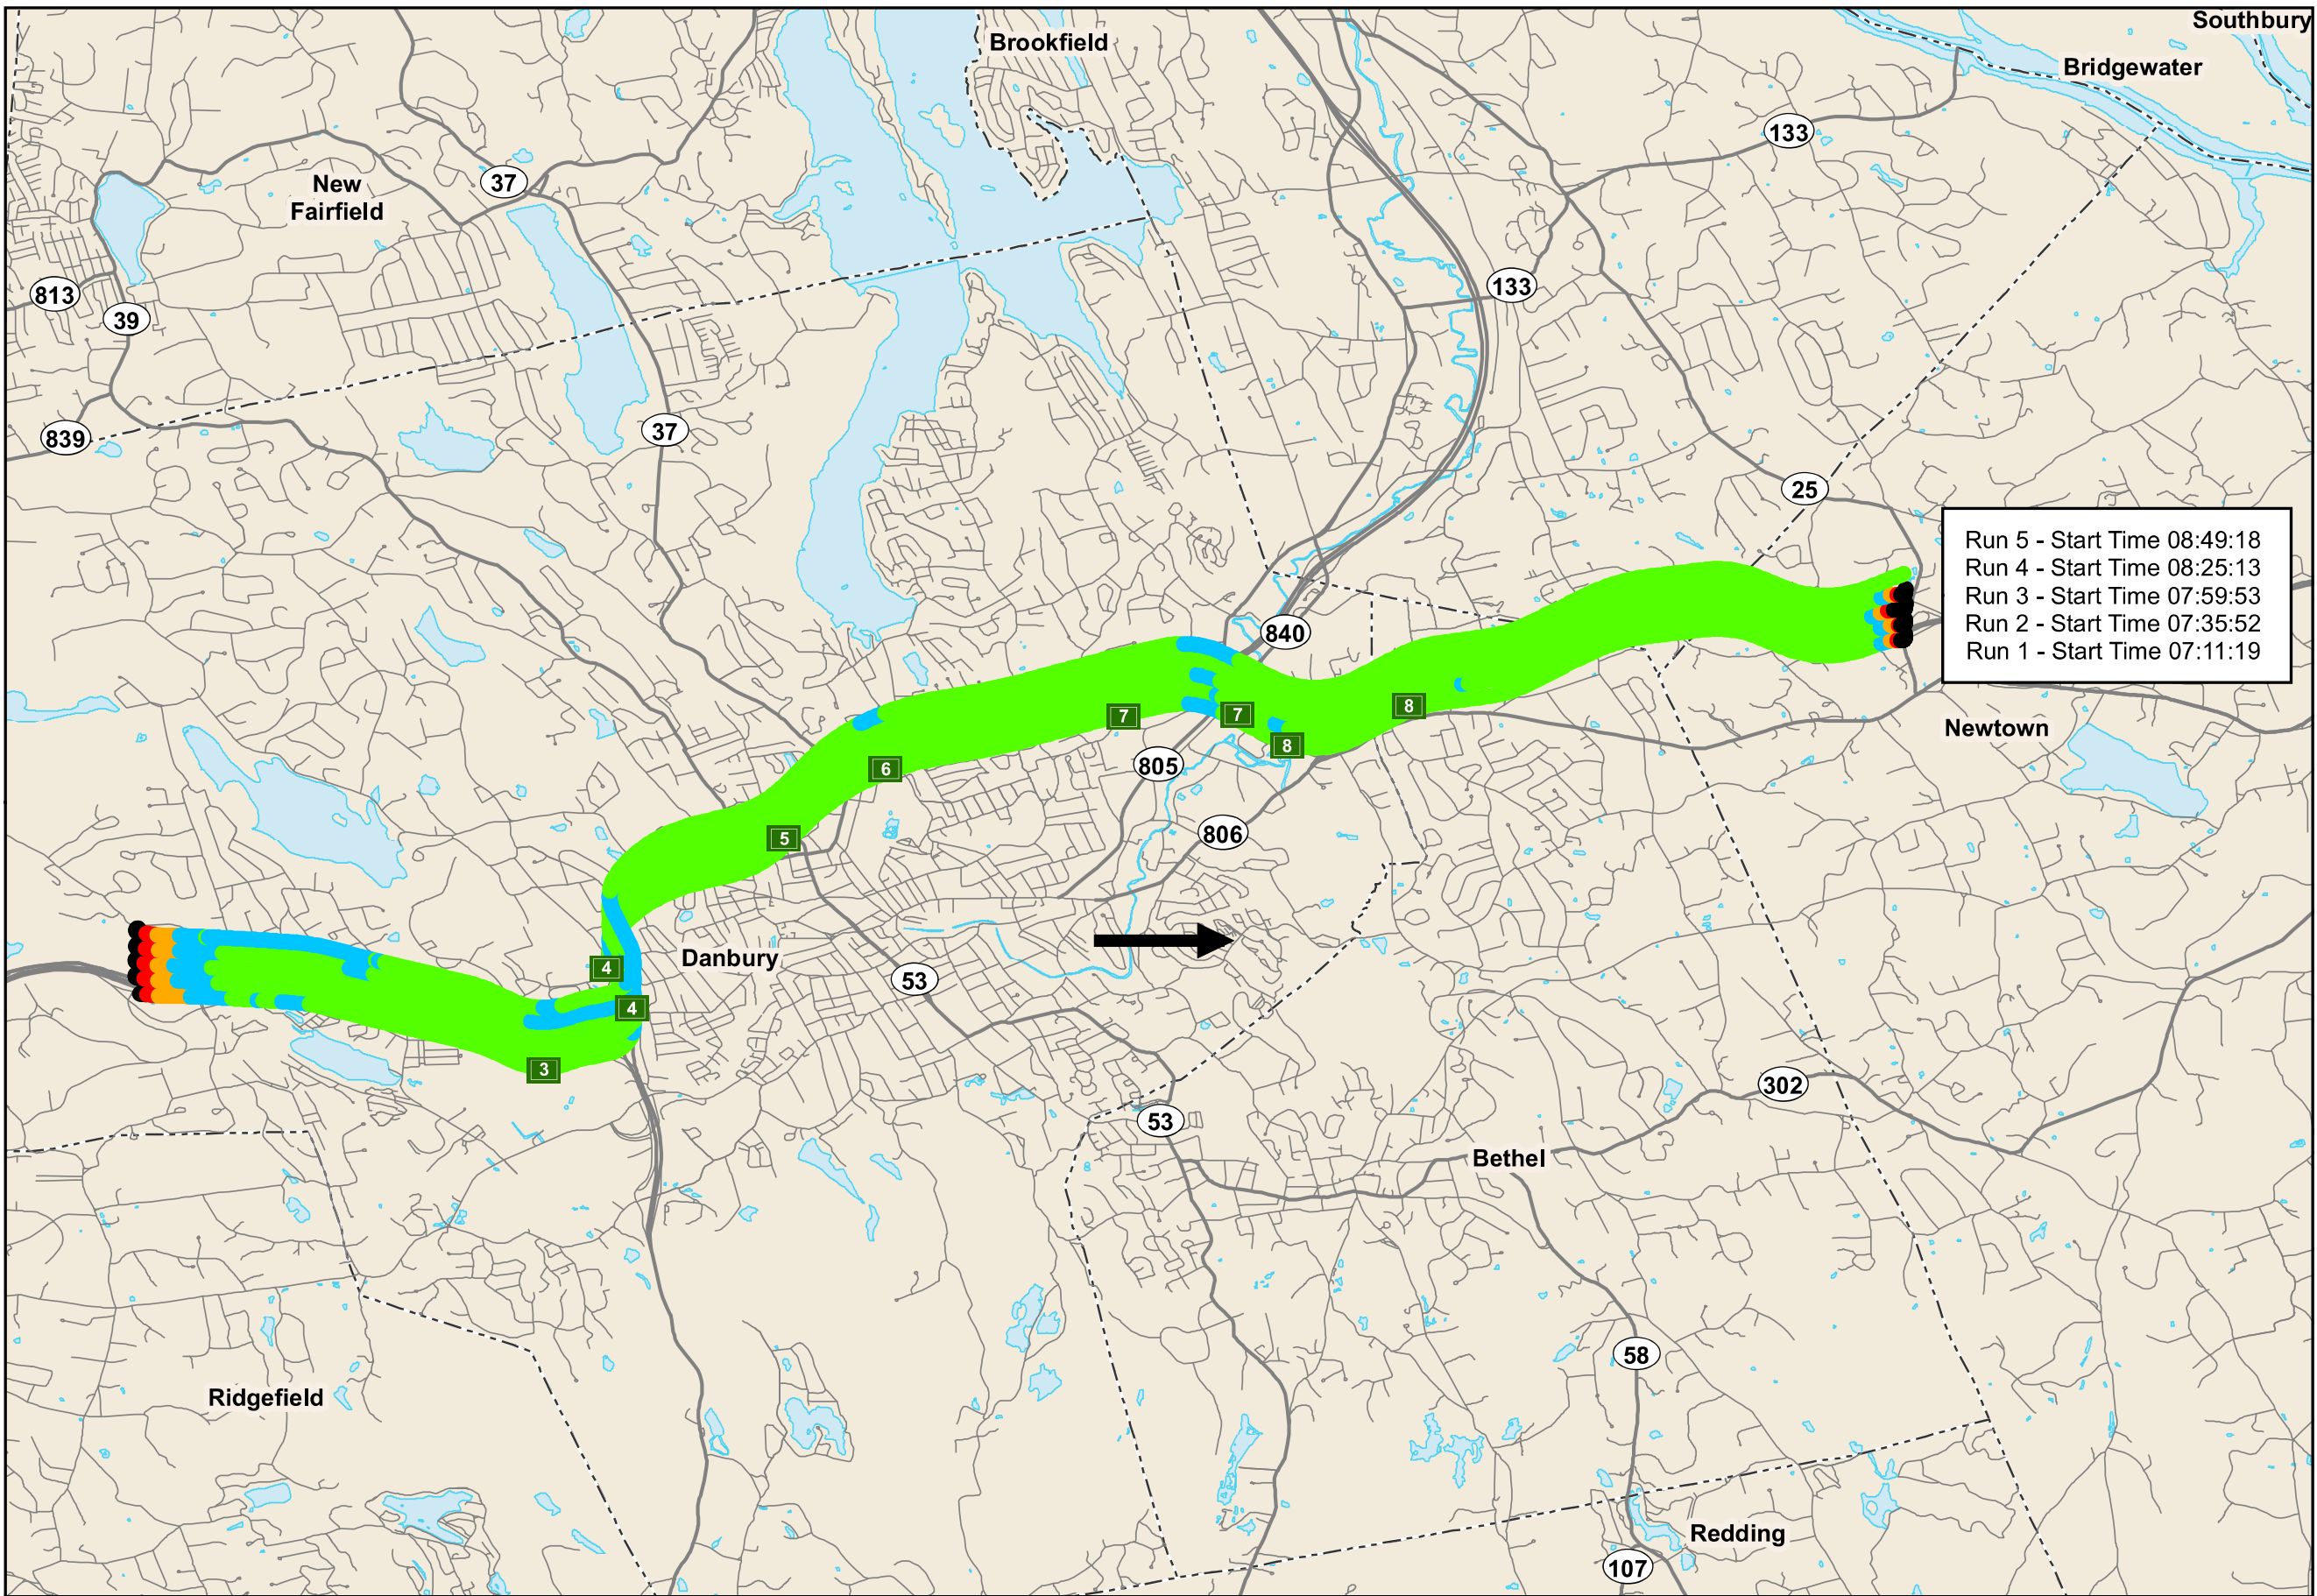 Southbury
Brookfield
Bridgewater
133
New
Fairfield
37
813
39
133
37
839
25
Run 5 - Start Time 08:49:18
Run 4 - Start Time 08:25:13
Run 3 - Start Time 07:59:53
Run 2 - Start Time 07:35:52
Run 1 - Start Time 07:11:19
840
8
7
7
Newtown
8
805
6
806
5
Danbury
4
53
4
3
302
53
Bethel
58
Ridgefield
Redding
107